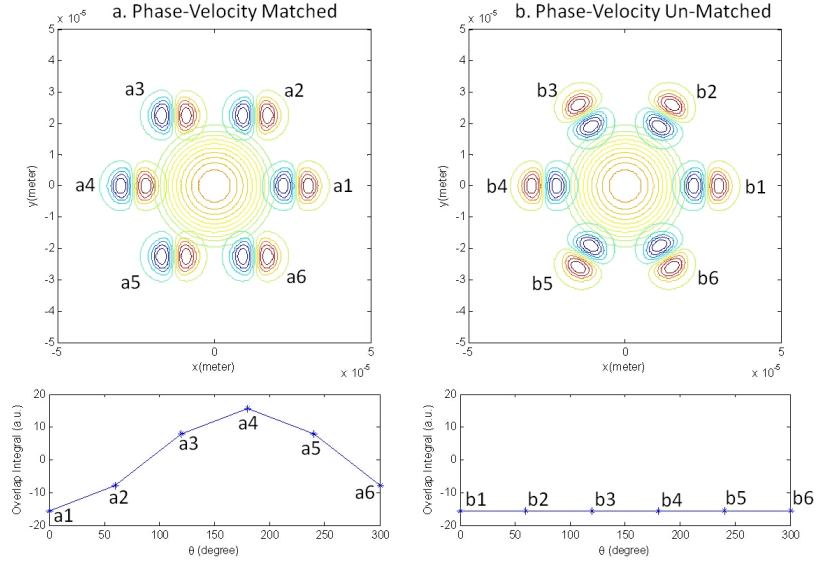 a. Phase-Velocity Matched
x 10^-5
y(meter)
5
4
3
2
1
0
-1
-2
-3
-4
-5
a3
a2
a4
a1
a5
a6
-5
0
5
x(meter)
x 10^-5
b. Phase-Velocity Un-Matched
x 10^-5
y(meter)
5
4
3
2
1
0
-1
-2
-3
-4
-5
b3
b2
b4
b1
b5
b6
-5
0
5
x(meter)
x 10^-5
Overlap Integral (a.u.)
20
10
0
-10
-20
a1
a2
a3
a4
a5
a6
0 50 100 150 200 250 300
θ (degree)
Overlap Integral (a.u.)
20
10
0
-10
-20
b1 b2 b3 b4 b5 b6
0 50 100 150 200 250 300
θ (degree)